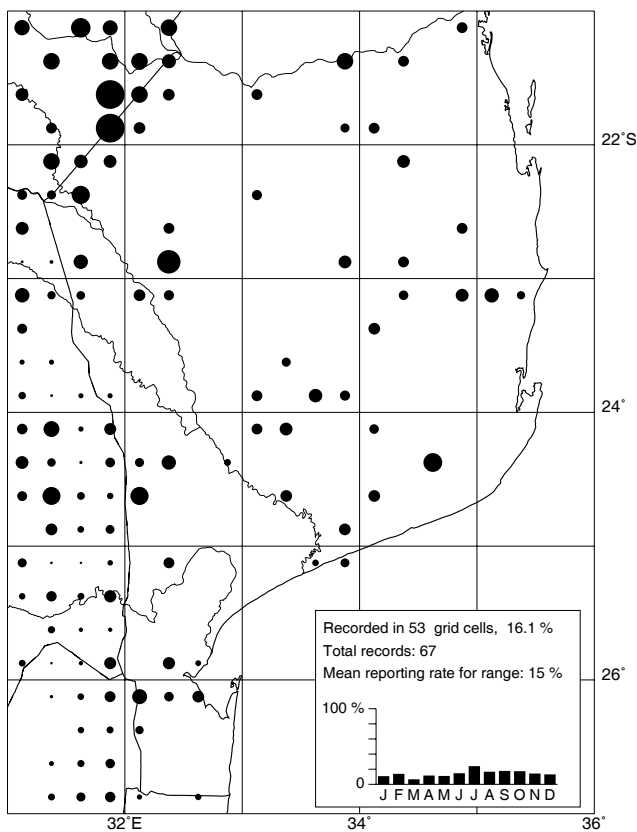 22°S
24°
Recorded in 53 grid cells, 16.1 %
Total records: 67
Mean reporting rate for range: 15 %
26°
100 %
0
J F M A M J J A S O N D
32°E 34° 36°